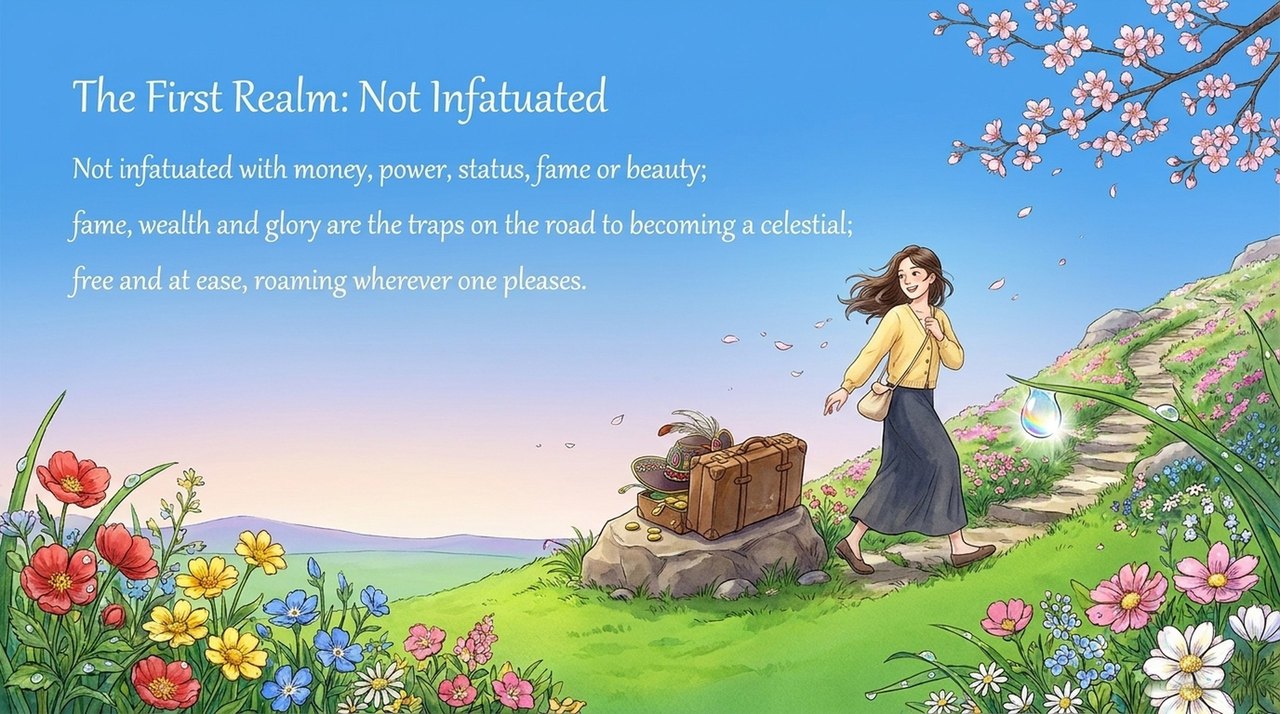 The First Realm: Not Infatuated
Not infatuated with money, power, status, fame or beauty;
fame, wealth and glory are the traps on the road to becoming a celestial;
free and at ease, roaming wherever one pleases.